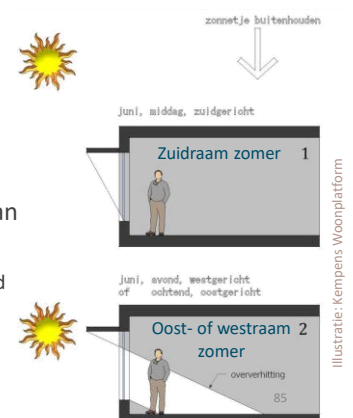 zonnetje buitenhouden
juni, middag, zuidgericht
Zuidraam zomer 1
an
d
juni, avond, westgericht
of ochtend, oostgericht
Oost- of westraam 2
zomer
oververhitting
85
Illustratie: Kempens Woonplatform